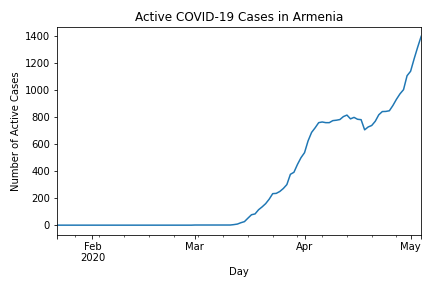 Active COVID-19 Cases in Armenia
Number of Active Cases
1400
1200
1000
800
600
400
200
0
Feb
2020
Mar
Apr
May
Day